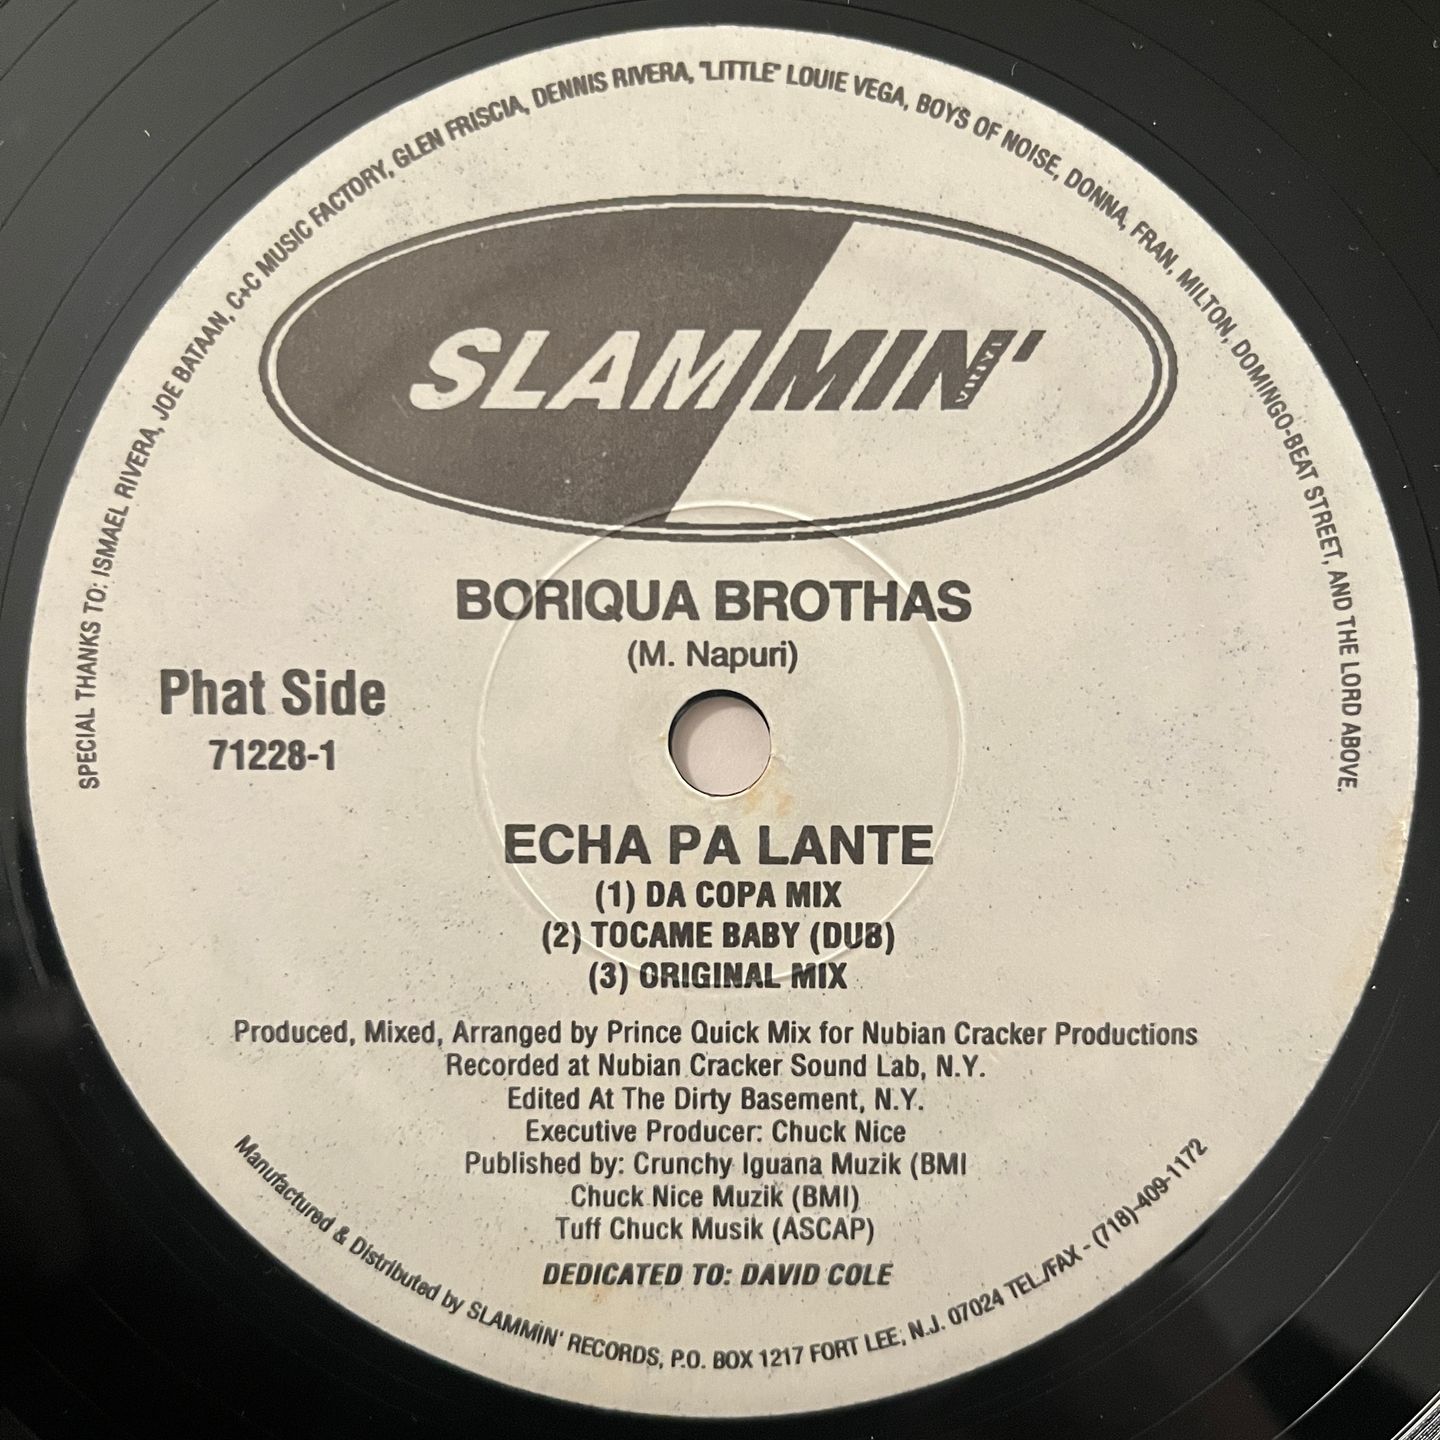 SPECIAL THANKS TO: ISMAEL RIVERA, JOE BATAAN, C+C MUSIC FACTORY, GLEN FRISCIA, DENNIS RIVERA, "LITTLE" LOUIE VEGA, BOYS OF NOISE, DONNA, FRAN, MILTON, DOMINGO-BEAT STREET, AND THE LORD ABOVE.
SLAMMIN'
VINYL
BORIQUA BROTHAS
(M. Napuri)
Phat Side
71228-1
ECHA PA LANTE
(1) DA COPA MIX
(2) TOCAME BABY (DUB)
(3) ORIGINAL MIX
Produced, Mixed, Arranged by Prince Quick Mix for Nubian Cracker Productions
Recorded at Nubian Cracker Sound Lab, N.Y.
Edited At The Dirty Basement, N.Y.
Executive Producer: Chuck Nice
Published by: Crunchy Iguana Muzik (BMI
Chuck Nice Muzik (BMI)
Tuff Chuck Musik (ASCAP)
DEDICATED TO: DAVID COLE
Manufactured & Distributed by SLAMMIN' RECORDS, P.O. BOX 1217 FORT LEE, N.J. 07024 TEL./FAX - (718)-409-1172